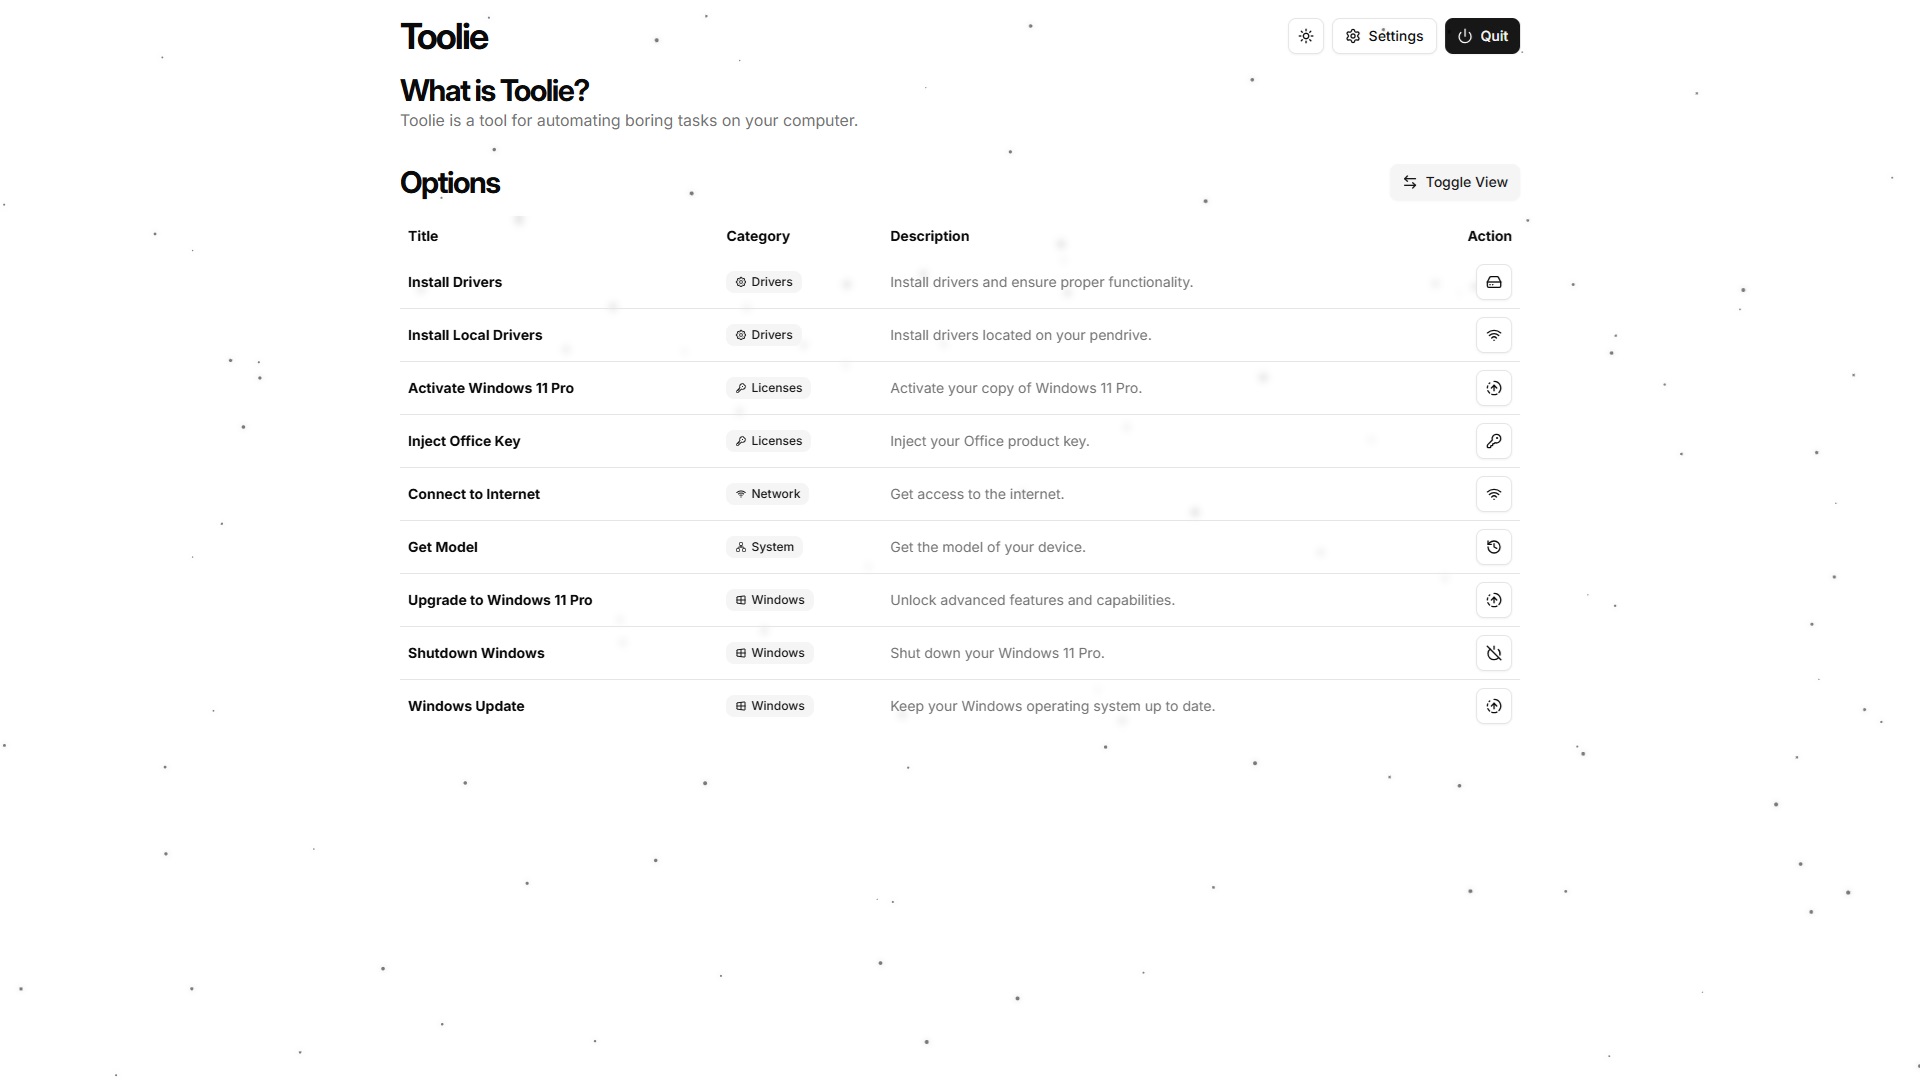 Toolie
Settings
Quit
What is Toolie?
Toolie is a tool for automating boring tasks on your computer.
Options
Toggle View
Title Category Description Action
Install Drivers Drivers Install drivers and ensure proper functionality.
Install Local Drivers Drivers Install drivers located on your pendrive.
Activate Windows 11 Pro Licenses Activate your copy of Windows 11 Pro.
Inject Office Key Licenses Inject your Office product key.
Connect to Internet Network Get access to the internet.
Get Model System Get the model of your device.
Upgrade to Windows 11 Pro Windows Unlock advanced features and capabilities.
Shutdown Windows Windows Shut down your Windows 11 Pro.
Windows Update Windows Keep your Windows operating system up to date.